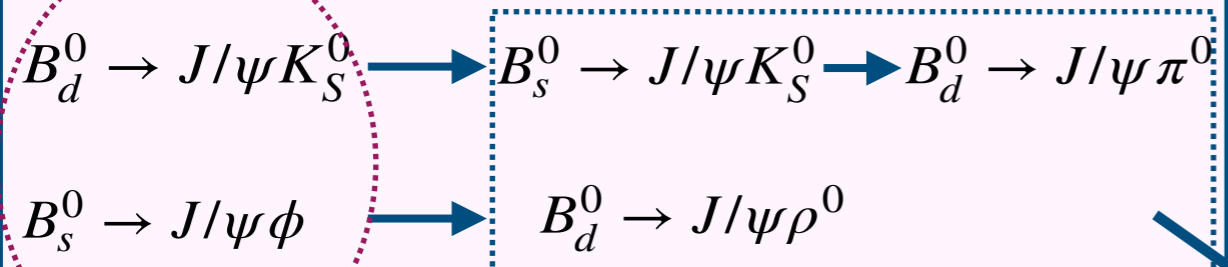 B_d^0 → J/ψK_S^0 B_s^0 → J/ψK_S^0 B_d^0 → J/ψπ^0
B_s^0 → J/ψϕ B_d^0 → J/ψρ^0